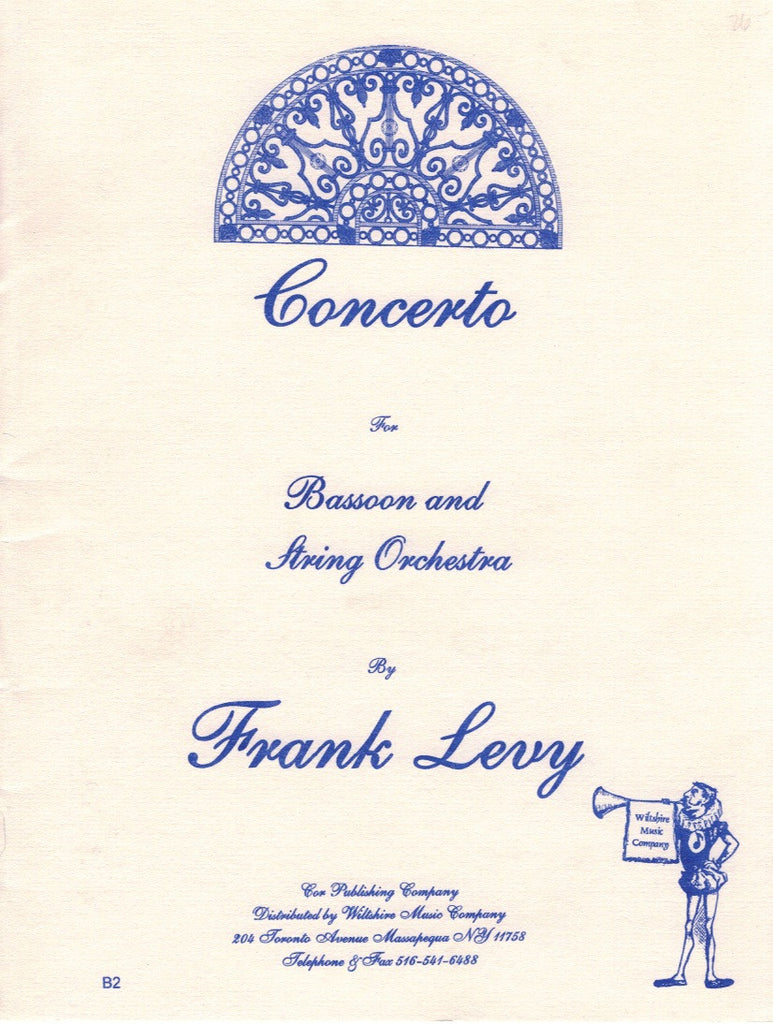 Concerto
For
Bassoon and
String Orchestra
By
Frank Levy
Wiltshire
Music
Company
Cor Publishing Company
Distributed by Wiltshire Music Company
204 Toronto Avenue Massapequa NY 11758
Telephone & Fax 516-541-6488
B2